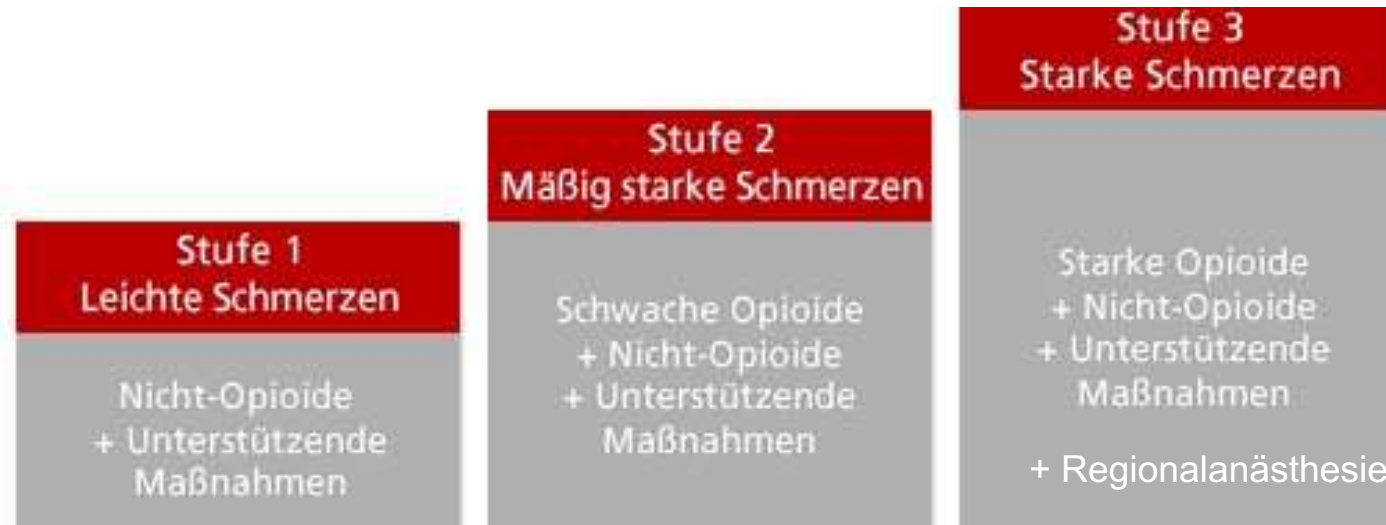 Stufe 1
Leichte Schmerzen
Nicht-Opioide
+ Unterstützende
Maßnahmen
Stufe 2
Mäßig starke Schmerzen
Schwache Opioide
+ Nicht-Opioide
+ Unterstützende
Maßnahmen
Stufe 3
Starke Schmerzen
Starke Opioide
+ Nicht-Opioide
+ Unterstützende
Maßnahmen
+ Regionalanästhesie